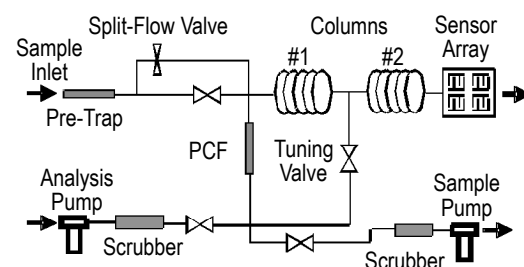 Split-Flow Valve
Columns
Sensor
Array
Sample
Inlet
#1
#2
Pre-Trap
PCF
Tuning
Valve
Analysis
Pump
Sample
Pump
Scrubber
Scrubber